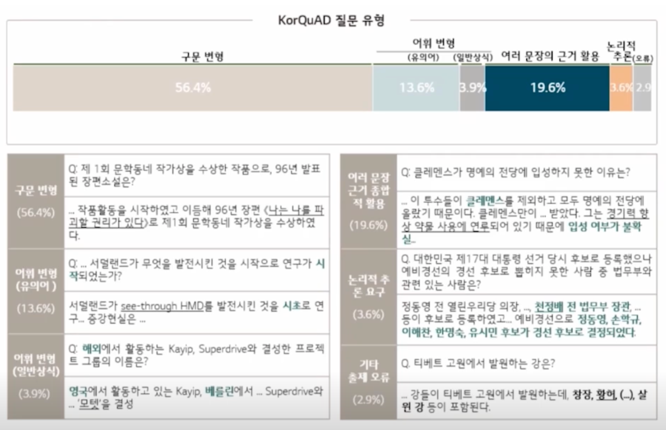 KorQuAD 질문 유형
구문 변형
어휘 변형
(유의어)
(일반상식)
여러 문장의 근거 활용
논리적
추론
(오류)
56.4%
13.6%
3.9%
19.6%
3.6%
2.9
구문 변형
(56.4%)
Q: 제 1회 문학동네 작가상을 수상한 작품으로, 96년 발표
된 장편소설은?
... 작품활동을 시작하였고 이듬해 96년 장편 <나는 나를 파
괴할 권리가 있다>로 제1회 문학동네 작가상을 수상하였
다.
어휘 변형
(유의어 )
(13.6%)
Q: ... 서덜랜드가 무엇을 발전시킨 것을 시작으로 연구가 시
작되었는가?
서덜랜드가 see-through HMD를 발전시킨 것을 시초로 연
구... 증강현실은 ...
어휘 변형
(일반상식)
(3.9%)
Q: 해외에서 활동하는 Kayip, Superdrive와 결성한 프로젝
트 그룹의 이름은?
영국에서 활동하고 있는 Kayip, 베를린에서 ... Superdrive와
... '모텟'을 결성
여러 문장
근거 종합
적 활용
(19.6%)
Q: 클레멘스가 명예의 전당에 입성하지 못한 이유는?
... 이 투수들이 클레멘스를 제외하고 모두 명예의 전당에
올랐기 때문이다. 클레멘스만이 ... 받았다. 그는 경기력 향
상 약물 사용에 연루되어 있기 때문에 입성 여부가 불확
실..
논리적 추
론 요구
(3.6%)
Q: 대한민국 제17대 대통령 선거 당시 후보로 등록했으나
예비경선의 경선 후보로 뽑히지 못한 사람 중 법무부와
관련 있는 사람은?
정동영 전 열린우리당 의장, ..., 천정배 전 법무부 장관, ...
등이 후보로 등록하였고... 예비경선으로 정동영, 손학규,
이해찬, 한명숙, 유시민 후보가 경선 후보로 결정되었다.
기타
출제 오류
(2.9%)
Q: 티베트 고원에서 발원하는 강은?
... 강들이 티베트 고원에서 발원하는데, 창장, 황허, (...), 살
윈 강 등이 포함된다.